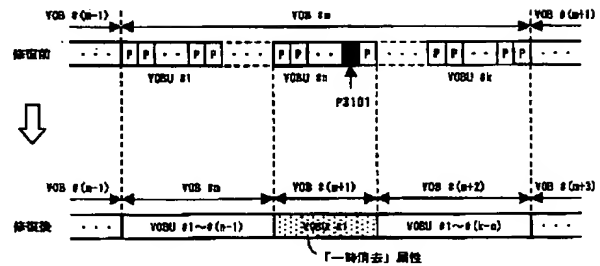 VOB #(m-1) VOB #m VOB #(m+1)
修復前 ・・・ P P ・・ P P P P ・・ P P P ・・ P P ・・・
VOBU #1 VOBU #n VOBU #k
P3101
VOB #(m-1) VOB #m VOB #(m+1) VOB #(m+2) VOB #(m+3)
修復後 ・・・ VOBU #1〜#(n-1) VOBU #1 VOBU #1〜#(k-n) ・・・
「一時消去」属性